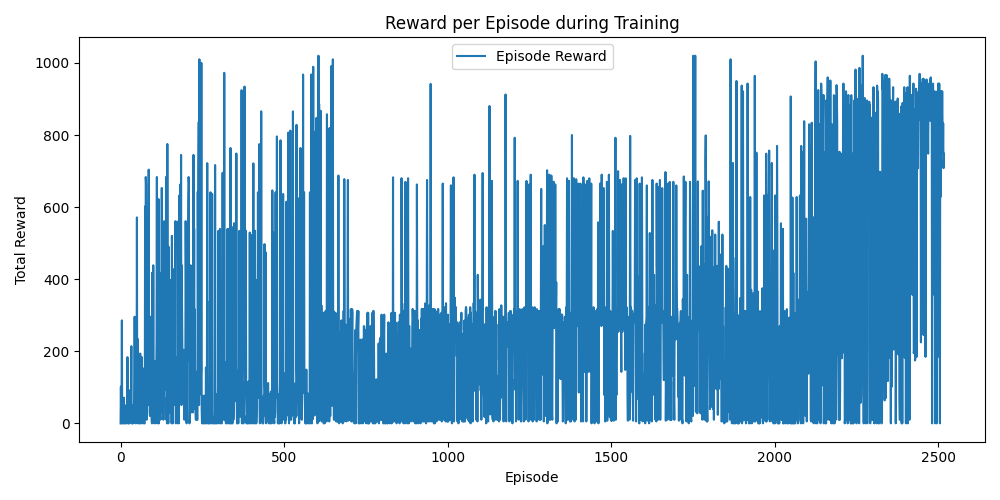 Reward per Episode during Training
Episode Reward
Total Reward
1000
800
600
400
200
0
0 500 1000 1500 2000 2500
Episode